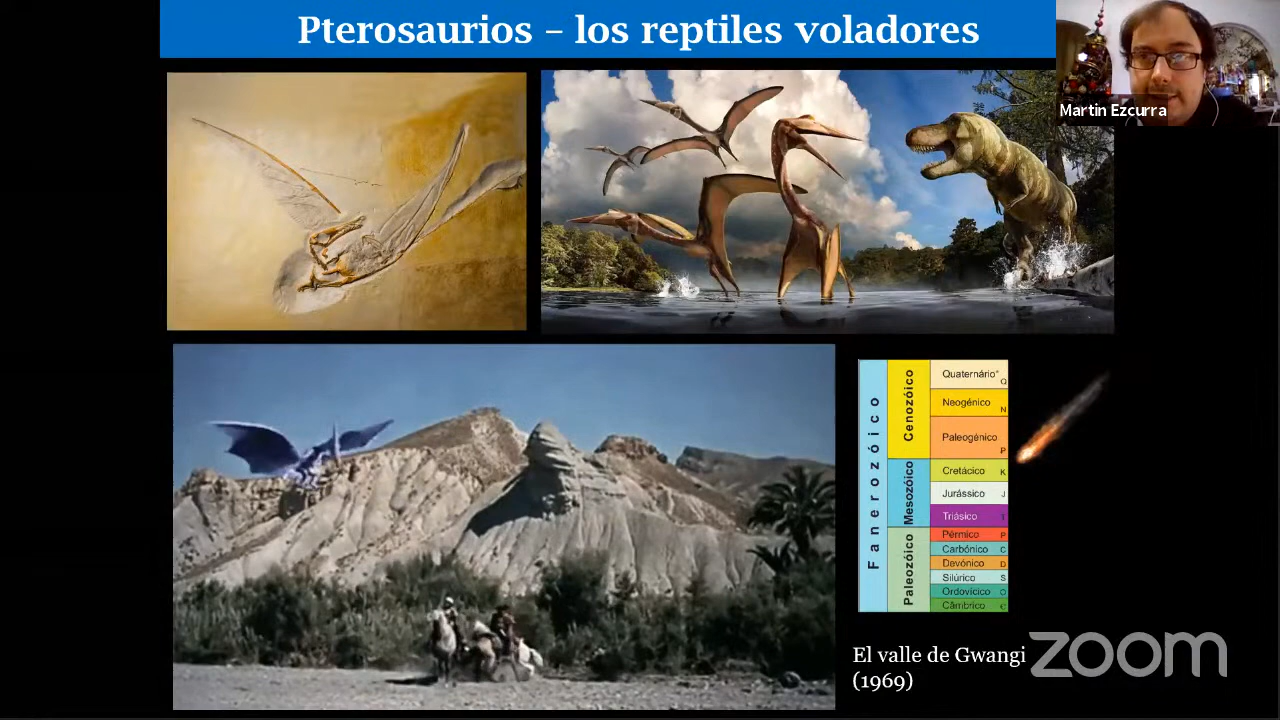 Pterosaurios – los reptiles voladores
Martin Ezcurra
Fanerozóico
Cenozóico
Quaternário*
Q
Neogénico
N
Paleogénico
P
Mesozóico
Cretácico
K
Jurássico
J
Triásico
T
Paleozóico
Pérmico
P
Carbónico
C
Devónico
D
Silúrico
S
Ordovícico
O
Câmbrico
Є
El valle de Gwangi
(1969)
zoom